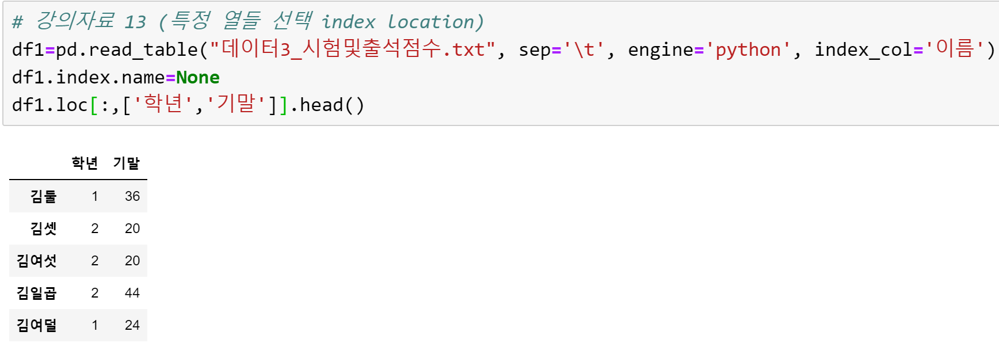 # 강의자료 13 (특정 열들 선택 index location)
df1=pd.read_table("데이터3_시험및출석점수.txt", sep='\t', engine='python', index_col='이름')
df1.index.name=None
df1.loc[:,['학년','기말']].head()
학년 기말
김둘 1 36
김셋 2 20
김여섯 2 20
김일곱 2 44
김여덜 1 24